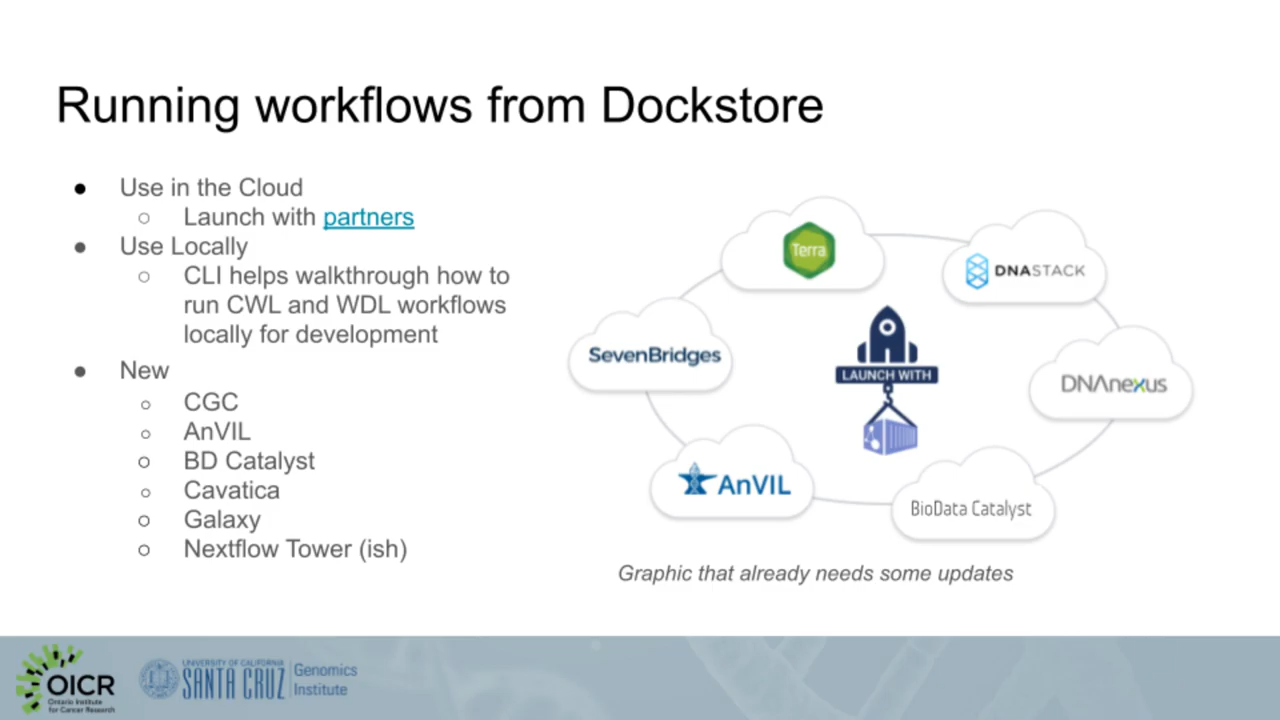 Running workflows from Dockstore
● Use in the Cloud
○ Launch with partners
● Use Locally
○ CLI helps walkthrough how to
run CWL and WDL workflows
locally for development
● New
○ CGC
○ AnVIL
○ BD Catalyst
○ Cavatica
○ Galaxy
○ Nextflow Tower (ish)
Terra
DNASTACK
SevenBridges
LAUNCH WITH
DNAnexus
AnVIL
BioData Catalyst
Graphic that already needs some updates
OICR
Ontario Institute
for Cancer Research
UNIVERSITY OF CALIFORNIA
SANTA CRUZ
Genomics
Institute